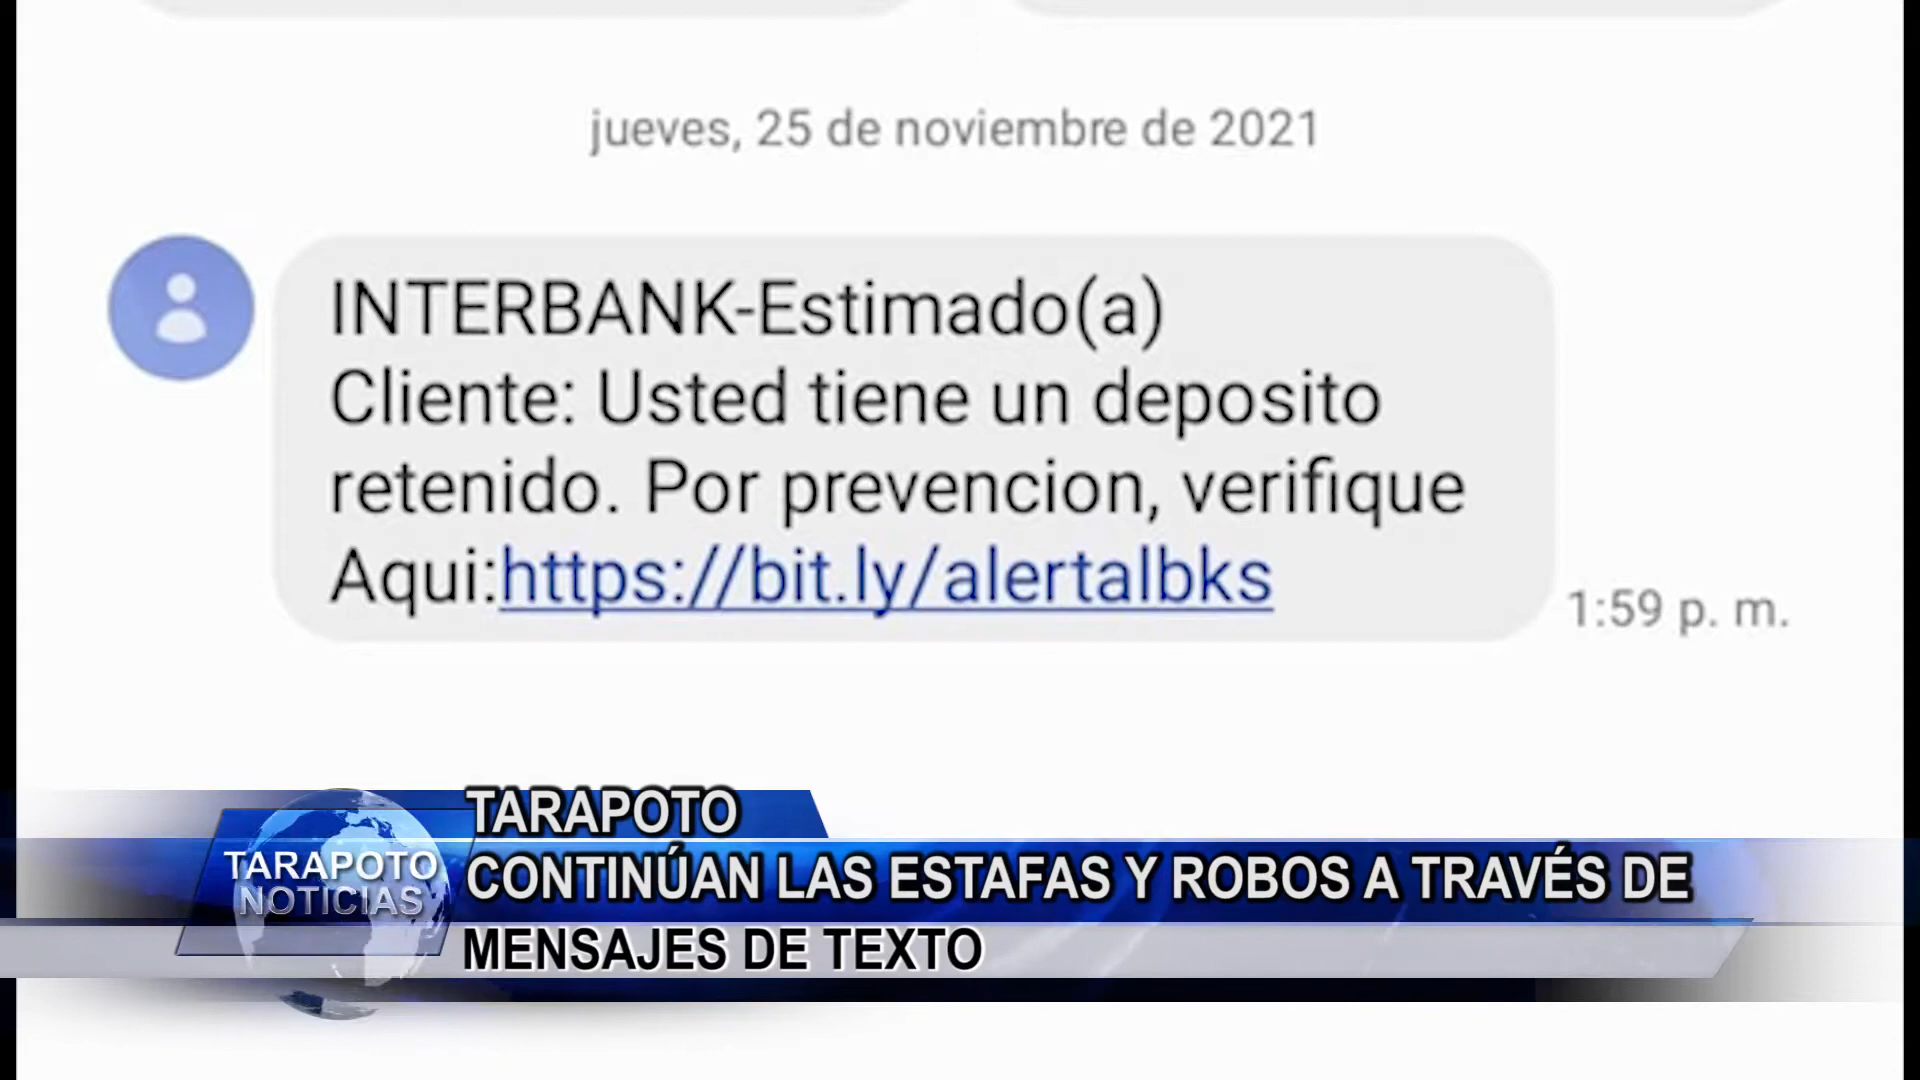 jueves, 25 de noviembre de 2021
INTERBANK-Estimado(a)
Cliente: Usted tiene un deposito
retenido. Por prevencion, verifique
Aqui:https://bit.ly/alertalbks
1:59 p. m.
TARAPOTO
TARAPOTO
NOTICIAS
CONTINÚAN LAS ESTAFAS Y ROBOS A TRAVÉS DE
MENSAJES DE TEXTO